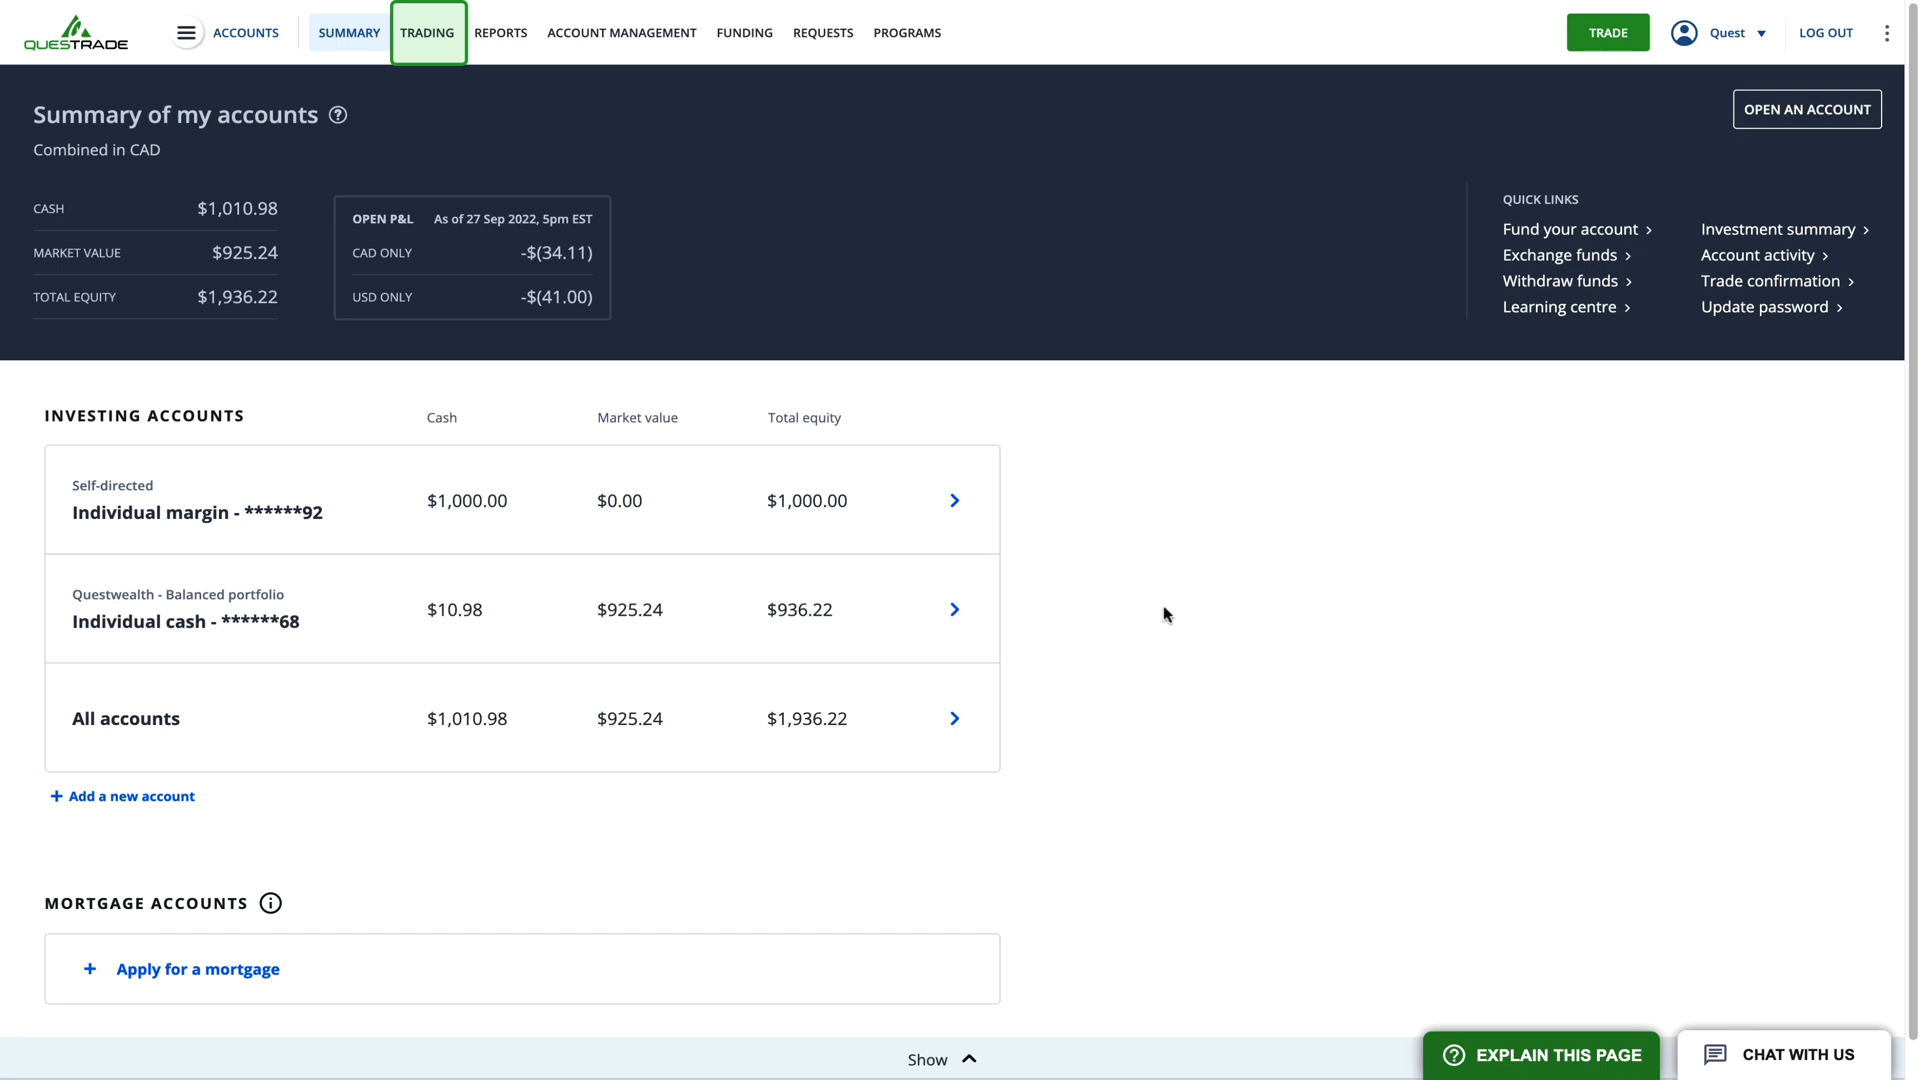 QUESTRADE
ACCOUNTS
SUMMARY
TRADING
REPORTS
ACCOUNT MANAGEMENT
FUNDING
REQUESTS
PROGRAMS
TRADE
Quest
LOG OUT
Summary of my accounts ?
Combined in CAD
OPEN AN ACCOUNT
CASH $1,010.98
MARKET VALUE $925.24
TOTAL EQUITY $1,936.22
OPEN P&L As of 27 Sep 2022, 5pm EST
CAD ONLY -$(34.11)
USD ONLY -$(41.00)
QUICK LINKS
Fund your account >
Exchange funds >
Withdraw funds >
Learning centre >
Investment summary >
Account activity >
Trade confirmation >
Update password >
INVESTING ACCOUNTS Cash Market value Total equity
Self-directed
Individual margin - ******92 $1,000.00 $0.00 $1,000.00
Questwealth - Balanced portfolio
Individual cash - ******68 $10.98 $925.24 $936.22
All accounts $1,010.98 $925.24 $1,936.22
+ Add a new account
MORTGAGE ACCOUNTS i
+ Apply for a mortgage
Show
? EXPLAIN THIS PAGE
CHAT WITH US